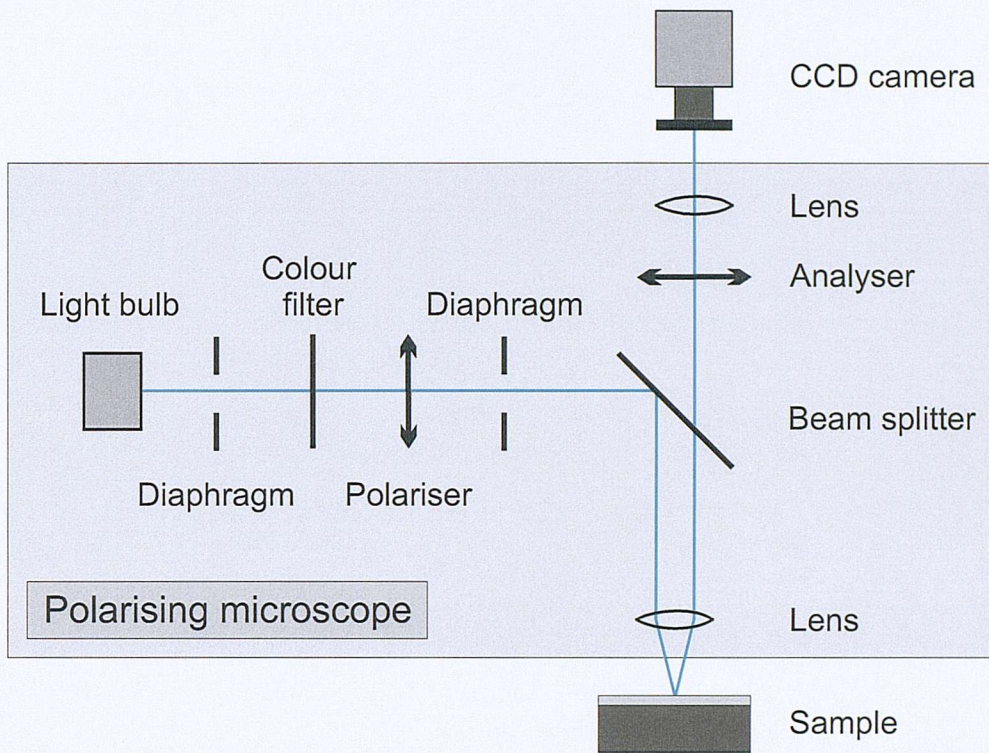 CCD camera
Lens
Analyser
Colour
filter
Light bulb
Diaphragm
Beam splitter
Diaphragm
Polariser
Polarising microscope
Lens
Sample